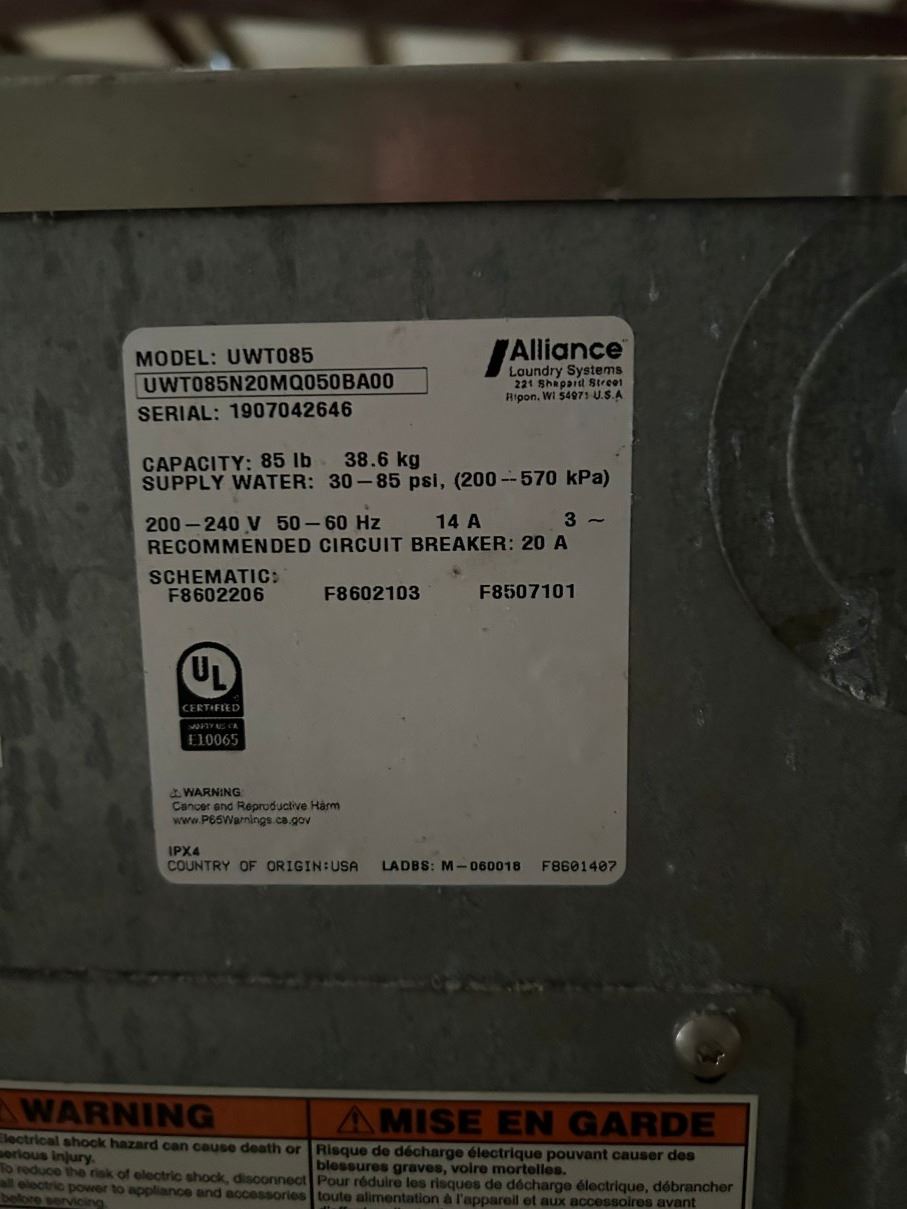 MODEL: UWT085
UWT085N20MQ050BA00
SERIAL: 1907042646
Alliance
Laundry Systems
221 Shepard Street
Ripon, WI 54971 U.S.A
CAPACITY: 85 lb 38.6 kg
SUPPLY WATER: 30–85 psi, (200–570 kPa)
200–240 V 50–60 Hz 14 A 3 ~
RECOMMENDED CIRCUIT BREAKER: 20 A
SCHEMATIC:
F8602206 F8602103 F8507101
UL
CERTIFIED
SAFETY US CA
E10065
⚠ WARNING
Cancer and Reproductive Harm
www.P65Warnings.ca.gov
IPX4
COUNTRY OF ORIGIN:USA LADBS: M–060018 F8601407
⚠WARNING
Electrical shock hazard can cause death or
serious injury.
To reduce the risk of electric shock, disconnect
all electric power to appliance and accessories
before servicing.
⚠MISE EN GARDE
Risque de décharge électrique pouvant causer des
blessures graves, voire mortelles.
Pour réduire les risques de décharge électrique, débrancher
toute alimentation à l'appareil et aux accessoires avant